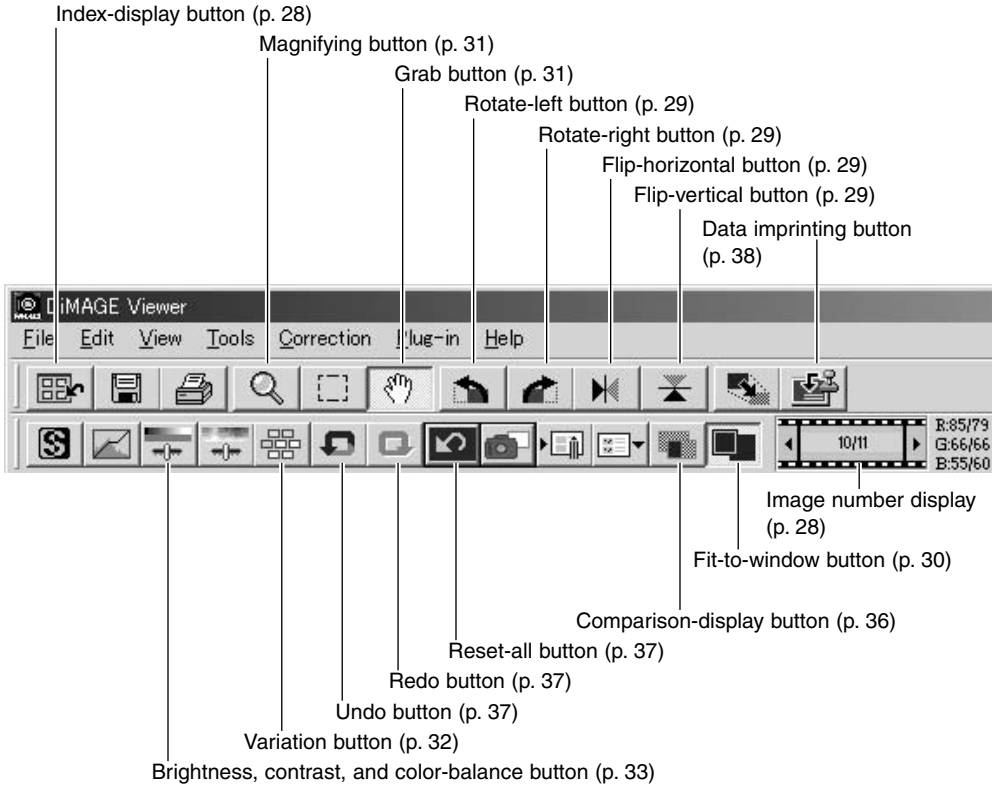 Index-display button (p. 28)
Magnifying button (p. 31)
Grab button (p. 31)
Rotate-left button (p. 29)
Rotate-right button (p. 29)
Flip-horizontal button (p. 29)
Flip-vertical button (p. 29)
Data imprinting button
(p. 38)
DiMAGE Viewer
File Edit View Tools Correction Plug-in Help
S
10/11
R:85/79
G:66/66
B:55/60
Image number display
(p. 28)
Fit-to-window button (p. 30)
Comparison-display button (p. 36)
Reset-all button (p. 37)
Redo button (p. 37)
Undo button (p. 37)
Variation button (p. 32)
Brightness, contrast, and color-balance button (p. 33)